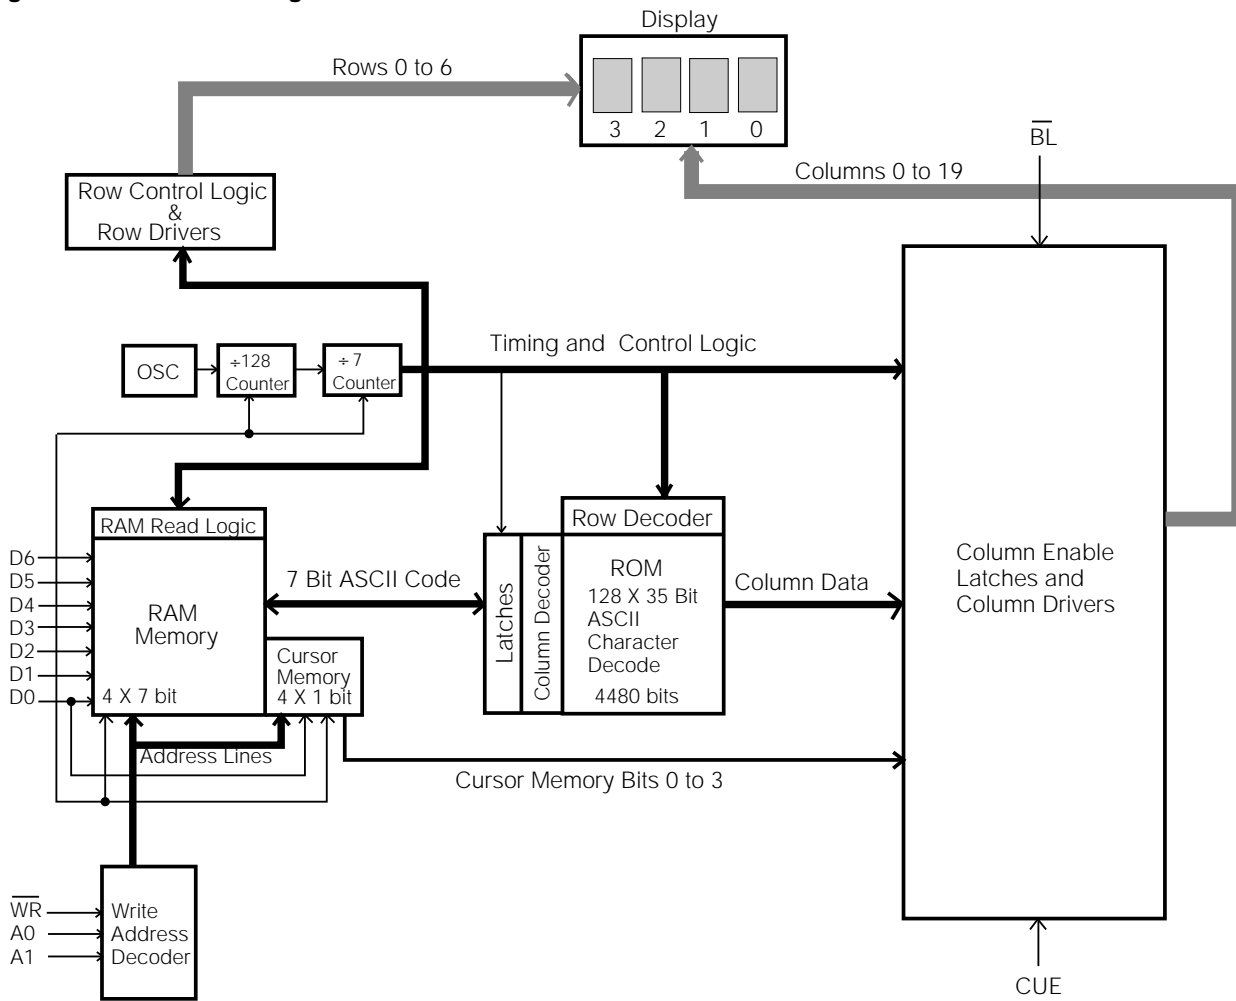 Display
Rows 0 to 6
3 2 1 0
BL
Columns 0 to 19
Row Control Logic
&
Row Drivers
Timing and Control Logic
OSC
÷128
Counter
÷ 7
Counter
RAM Read Logic
Row Decoder
D6
D5
D4
D3
D2
D1
D0
RAM
Memory
4 X 7 bit
7 Bit ASCII Code
Latches
Column Decoder
ROM
128 X 35 Bit
ASCII
Character
Decode
4480 bits
Column Data
Column Enable
Latches and
Column Drivers
Cursor
Memory
4 X 1 bit
Address Lines
Cursor Memory Bits 0 to 3
WR
A0
A1
Write
Address
Decoder
CUE